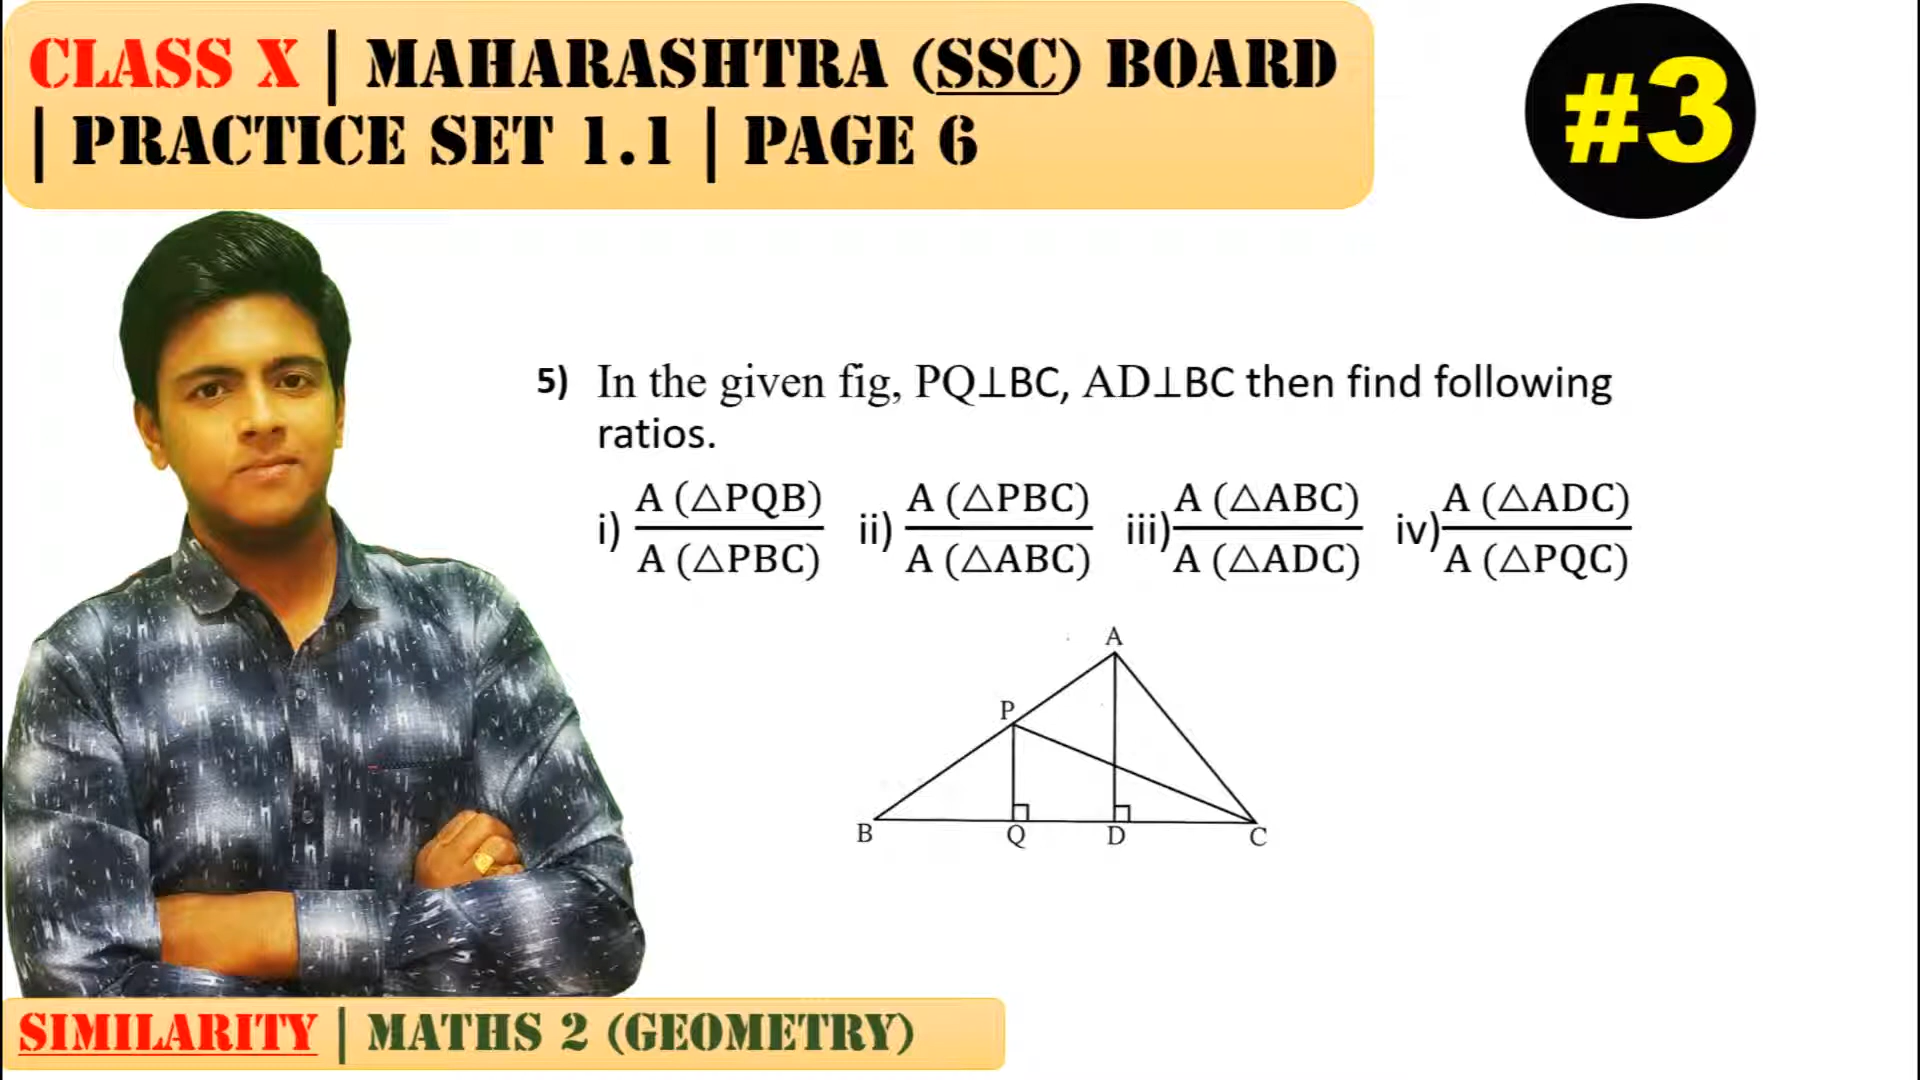 CLASS X | MAHARASHTRA (SSC) BOARD
| PRACTICE SET 1.1 | PAGE 6
#3
5) In the given fig, PQ⊥BC, AD⊥BC then find following
ratios.
i) A (△PQB) / A (△PBC) ii) A (△PBC) / A (△ABC) iii) A (△ABC) / A (△ADC) iv) A (△ADC) / A (△PQC)
A
P
B Q D C
SIMILARITY | MATHS 2 (GEOMETRY)